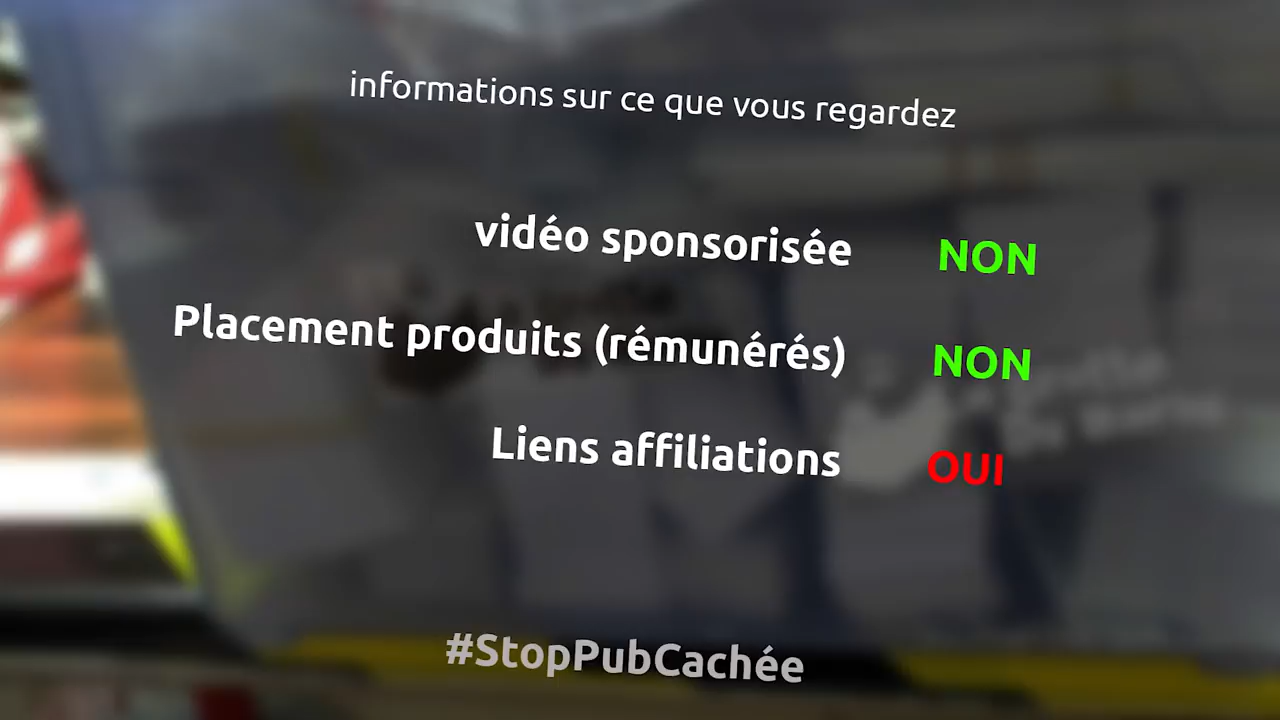 informations sur ce que vous regardez
vidéo sponsorisée NON
Placement produits (rémunérés) NON
Liens affiliations OUI
#StopPubCachée